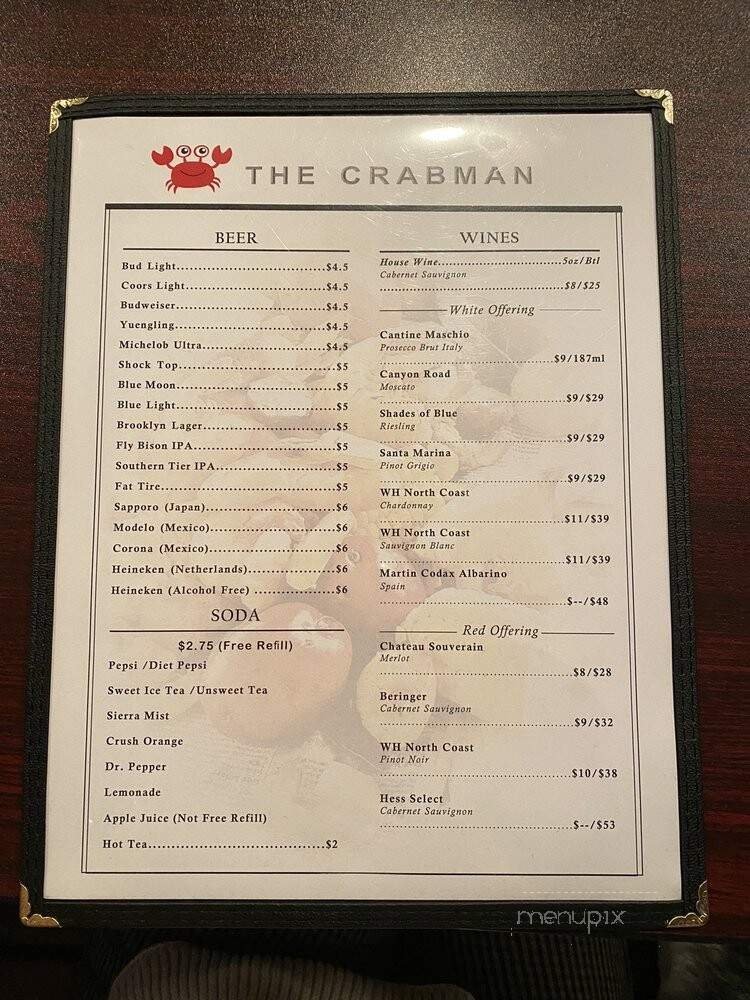 THE CRABMAN
BEER
Bud Light..............................$4.5
Coors Light............................$4.5
Budweiser..............................$4.5
Yuengling..............................$4.5
Michelob Ultra.........................$4.5
Shock Top..............................$5
Blue Moon..............................$5
Blue Light.............................$5
Brooklyn Lager.........................$5
Fly Bison IPA..........................$5
Southern Tier IPA......................$5
Fat Tire...............................$5
Sapporo (Japan)........................$6
Modelo (Mexico)........................$6
Corona (Mexico)........................$6
Heineken (Netherlands).................$6
Heineken (Alcohol Free) ...............$6
SODA
$2.75 (Free Refill)
Pepsi /Diet Pepsi
Sweet Ice Tea /Unsweet Tea
Sierra Mist
Crush Orange
Dr. Pepper
Lemonade
Apple Juice (Not Free Refill)
Hot Tea...................................$2
WINES
House Wine.............................5oz/Btl
Cabernet Sauvignon
.......................................$8/$25
White Offering
Cantine Maschio
Prosecco Brut Italy
.......................................$9/187ml
Canyon Road
Moscato
.......................................$9/$29
Shades of Blue
Riesling
.......................................$9/$29
Santa Marina
Pinot Grigio
.......................................$9/$29
WH North Coast
Chardonnay
.......................................$11/$39
WH North Coast
Sauvignon Blanc
.......................................$11/$39
Martin Codax Albarino
Spain
.......................................$--/$48
Red Offering
Chateau Souverain
Merlot
.......................................$8/$28
Beringer
Cabernet Sauvignon
.......................................$9/$32
WH North Coast
Pinot Noir
.......................................$10/$38
Hess Select
Cabernet Sauvignon
.......................................$--/$53
menupix